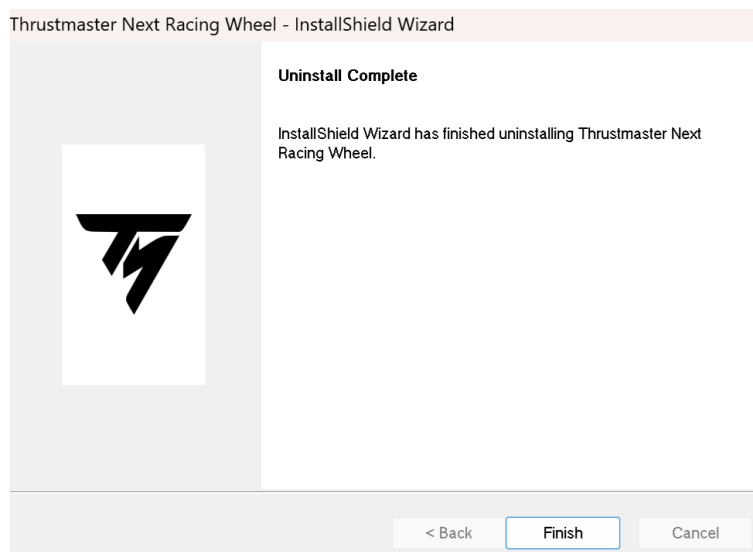 Thrustmaster Next Racing Wheel - InstallShield Wizard
Uninstall Complete
InstallShield Wizard has finished uninstalling Thrustmaster Next
Racing Wheel.
< Back
Finish
Cancel